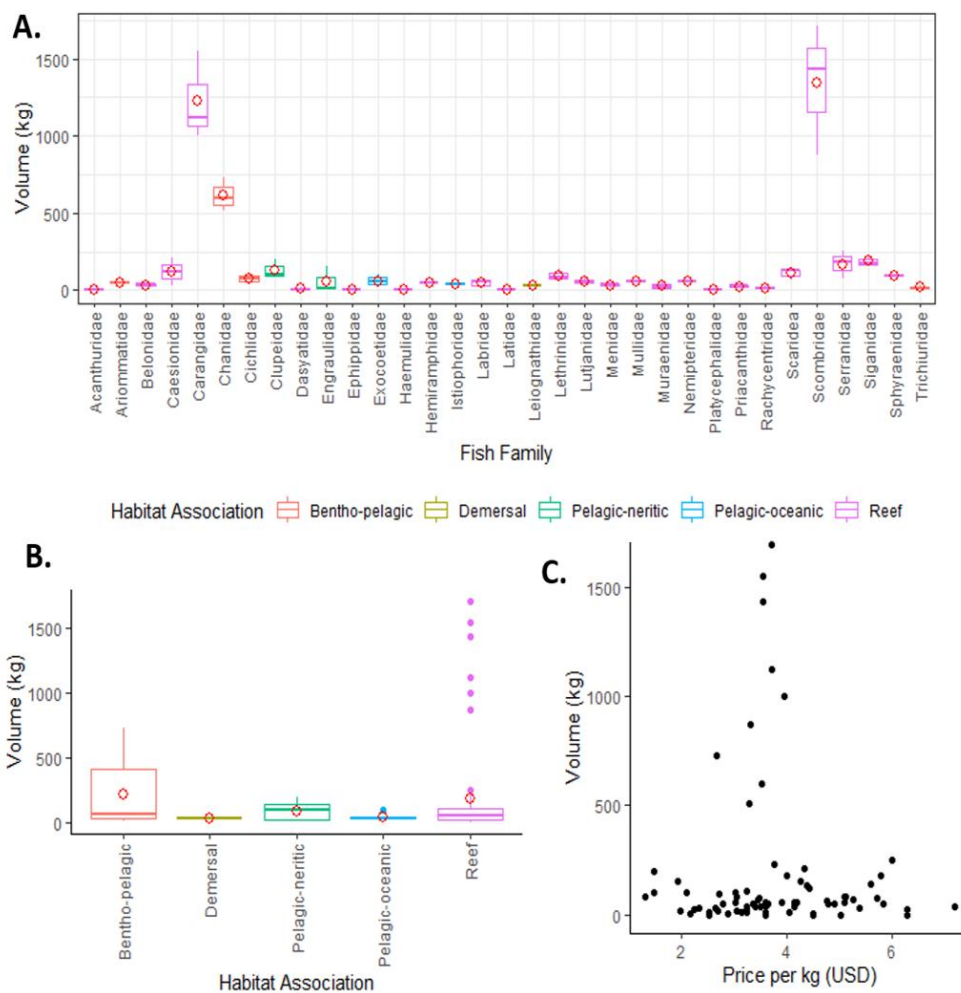 A.
1500
1000
500
0
Volume (kg)
Acanthuridae
Ariommatidae
Belonidae
Caesionidae
Carangidae
Chanidae
Cichlidae
Clupeidae
Dasyatidae
Engraulidae
Ephippidae
Exocoetidae
Haemulidae
Hemiramphidae
Istiophoridae
Labridae
Latidae
Leiognathidae
Lethrinidae
Lutjanidae
Menidae
Mullidae
Muraenidae
Nemipteridae
Platycephalidae
Priacanthidae
Rachycentridae
Scaridea
Scombridae
Serranidae
Siganidae
Sphyraenidae
Trichiuridae
Fish Family
Habitat Association Bentho-pelagic Demersal Pelagic-neritic Pelagic-oceanic Reef
B.
1500
1000
500
0
Volume (kg)
Bentho-pelagic
Demersal
Pelagic-neritic
Pelagic-oceanic
Reef
Habitat Association
C.
1500
1000
500
0
Volume (kg)
2 4 6
Price per kg (USD)